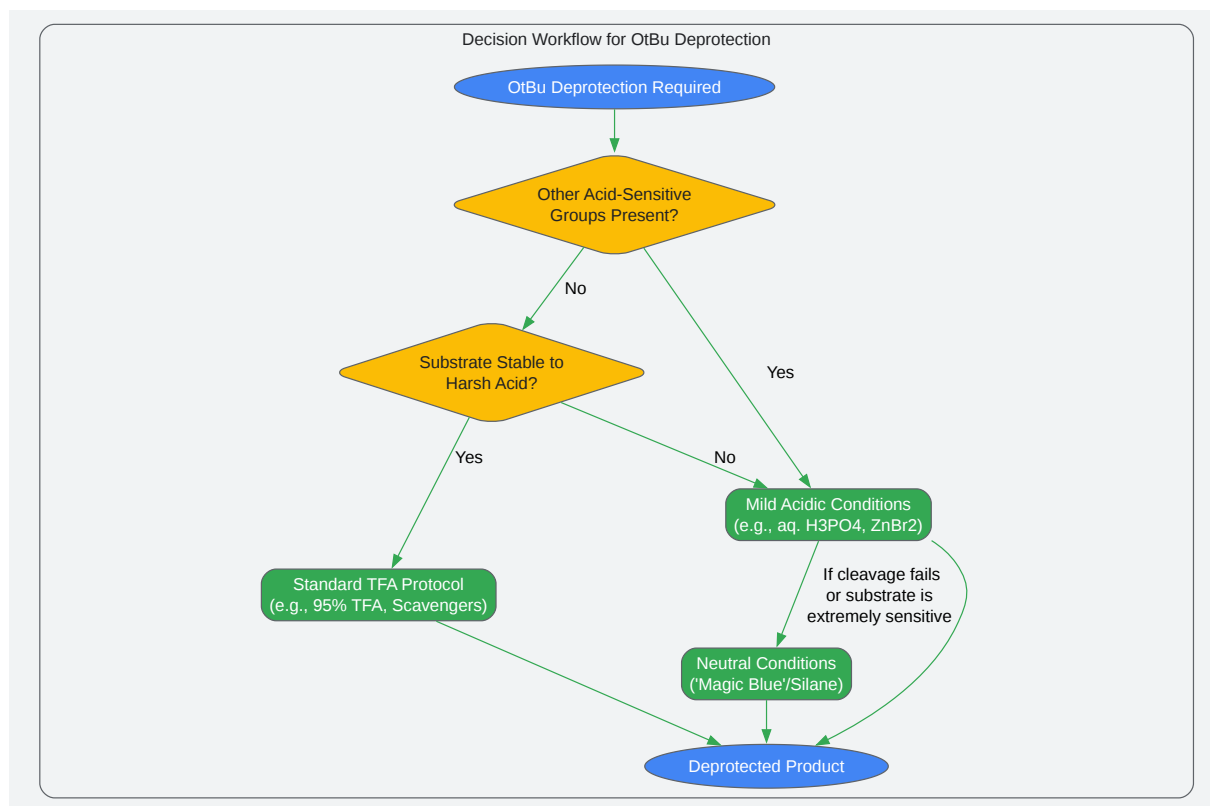 Decision Workflow for OtBu Deprotection
OtBu Deprotection Required
Other Acid-Sensitive
Groups Present?
No
Substrate Stable to
Harsh Acid?
Yes
Yes
No
Mild Acidic Conditions
(e.g., aq. H3PO4, ZnBr2)
Standard TFA Protocol
(e.g., 95% TFA, Scavengers)
If cleavage fails
or substrate is
extremely sensitive
Neutral Conditions
('Magic Blue'/Silane)
Deprotected Product